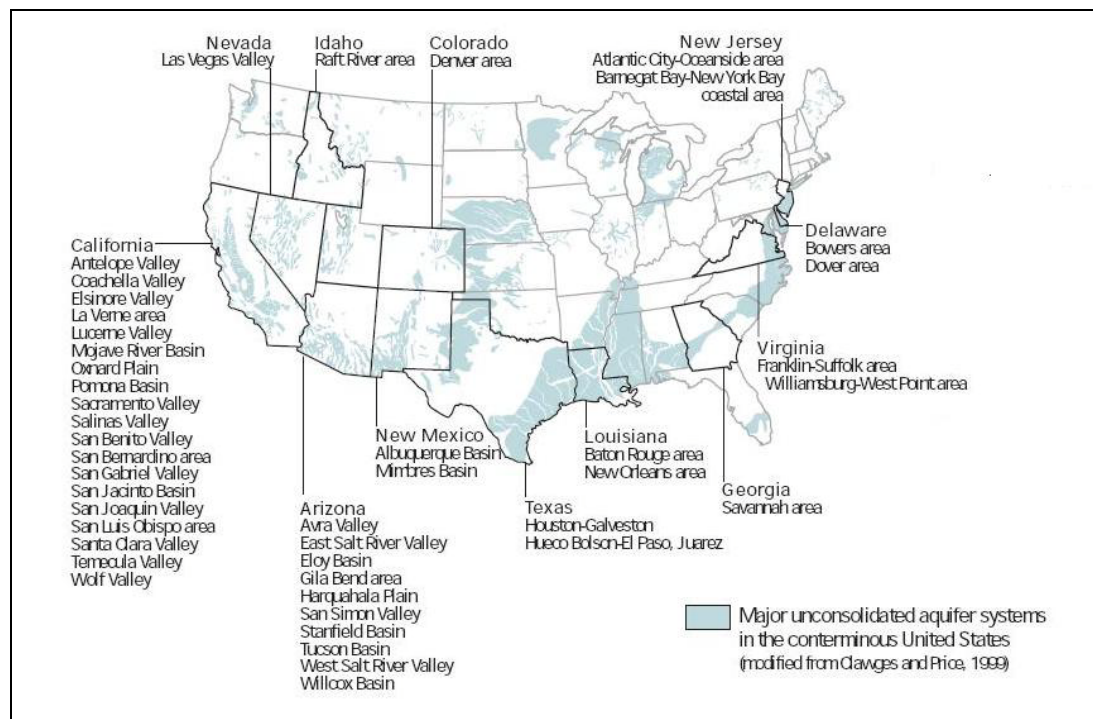 Nevada
Las Vegas Valley
Idaho
Raft River area
Colorado
Denver area
New Jersey
Atlantic City-Oceanside area
Barnegat Bay-New York Bay
coastal area
Delaware
Bowers area
Dover area
California
Antelope Valley
Coachella Valley
Elsinore Valley
La Verne area
Lucerne Valley
Mojave River Basin
Oxnard Plain
Pomona Basin
Sacramento Valley
Salinas Valley
San Benito Valley
San Bernardino area
San Gabriel Valley
San Jacinto Basin
San Joaquin Valley
San Luis Obispo area
Santa Clara Valley
Temecula Valley
Wolf Valley
Arizona
Avra Valley
East Salt River Valley
Eloy Basin
Gila Bend area
Harquahala Plain
San Simon Valley
Stanfield Basin
Tucson Basin
West Salt River Valley
Willcox Basin
New Mexico
Albuquerque Basin
Mimbres Basin
Texas
Houston-Galveston
Hueco Bolson-El Paso, Juarez
Louisiana
Baton Rouge area
New Orleans area
Virginia
Franklin-Suffolk area
Williamsburg-West Point area
Georgia
Savannah area
Major unconsolidated aquifer systems
in the conterminous United States
(modified from Clawges and Price, 1999)